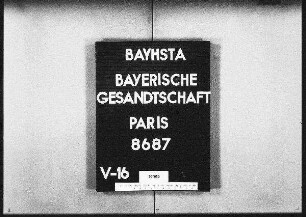 BAYHSTA
BAYERISCHE
GESANDTSCHAFT
PARIS
8687
V-16